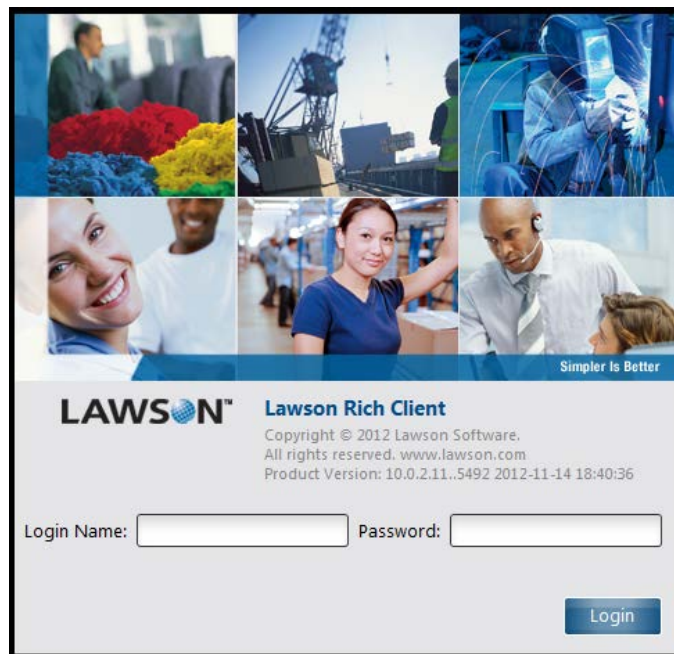 Simpler Is Better
LAWSON™
Lawson Rich Client
Copyright © 2012 Lawson Software.
All rights reserved. www.lawson.com
Product Version: 10.0.2.11..5492 2012-11-14 18:40:36
Login Name: Password:
Login